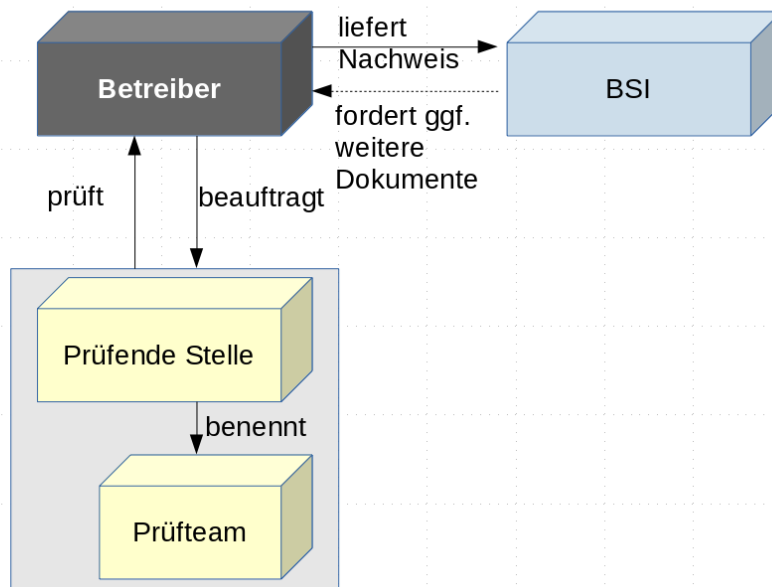 liefert
Nachweis
Betreiber
BSI
fordert ggf.
weitere
Dokumente
prüft
beauftragt
Prüfende Stelle
benennt
Prüfteam